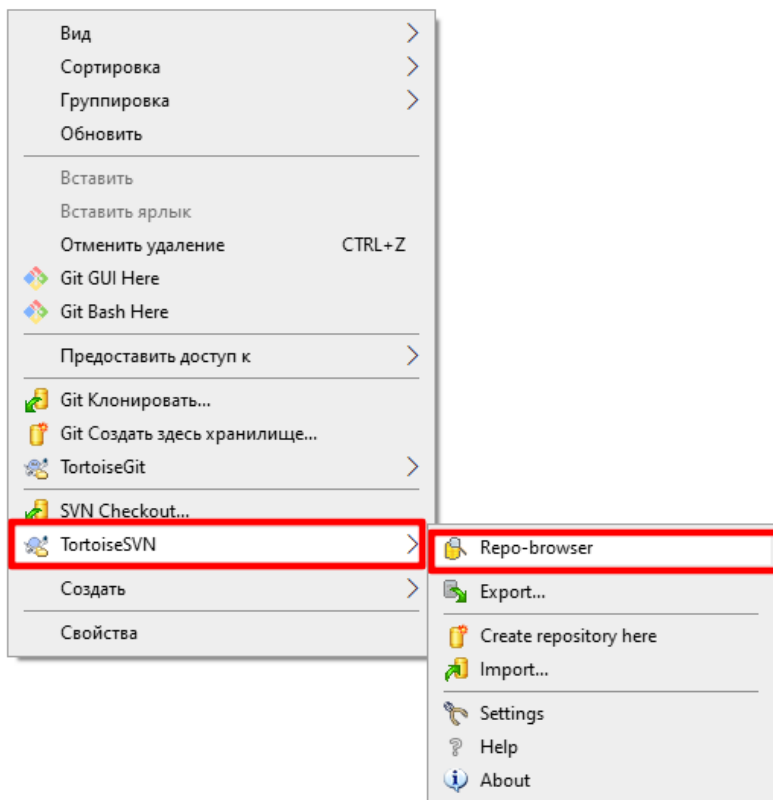 Вид
Сортировка
Группировка
Обновить
Вставить
Вставить ярлык
Отменить удаление CTRL+Z
Git GUI Here
Git Bash Here
Предоставить доступ к
Git Клонировать...
Git Создать здесь хранилище...
TortoiseGit
SVN Checkout...
TortoiseSVN
Создать
Свойства
Repo-browser
Export...
Create repository here
Import...
Settings
Help
About